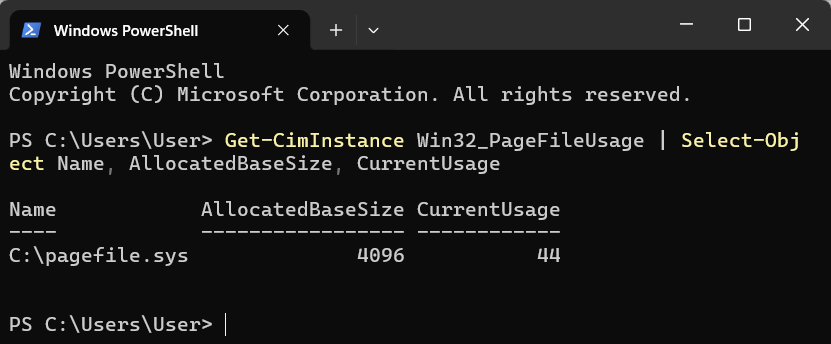 Windows PowerShell
Windows PowerShell
Copyright (C) Microsoft Corporation. All rights reserved.
PS C:\Users\User> Get-CimInstance Win32_PageFileUsage | Select-Obj
ect Name, AllocatedBaseSize, CurrentUsage
Name AllocatedBaseSize CurrentUsage
---- ----------------- ------------
C:\pagefile.sys 4096 44
PS C:\Users\User>